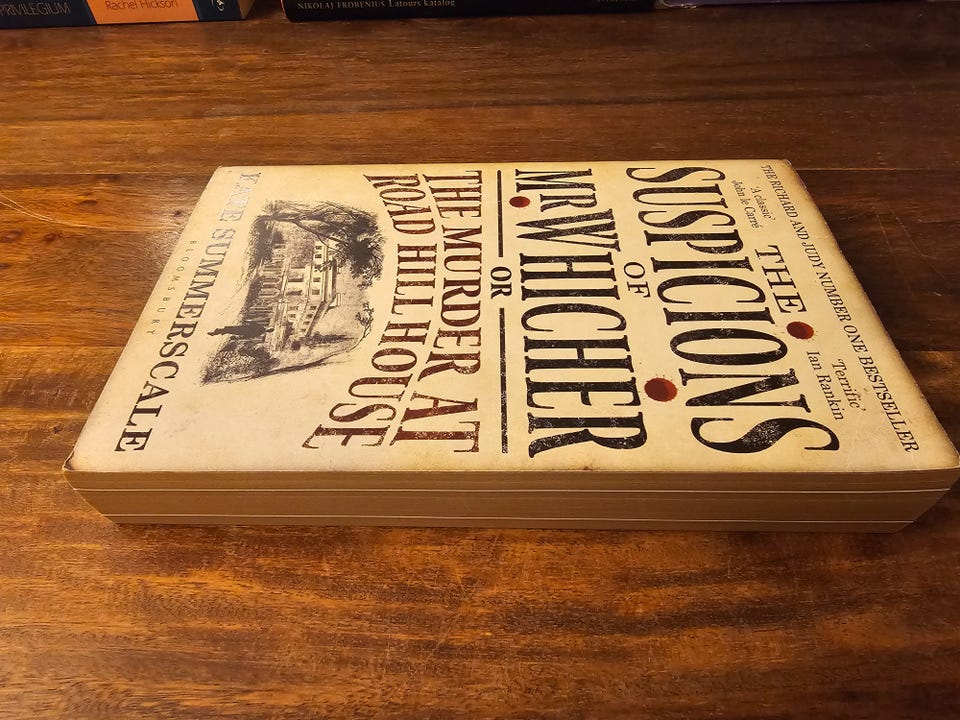 PRIVILEGIUM
Rachel Hickson
NIKOLAJ FROBENIUS Latours katalog
THE RICHARD AND JUDY NUMBER ONE BESTSELLER
'A classic'
John le Carré
'Terrific'
Ian Rankin
THE
SUSPICIONS
OF
MR WHICHER
OR
THE MURDER AT
ROAD HILL HOUSE
KATE SUMMERSCALE
BLOOMSBURY